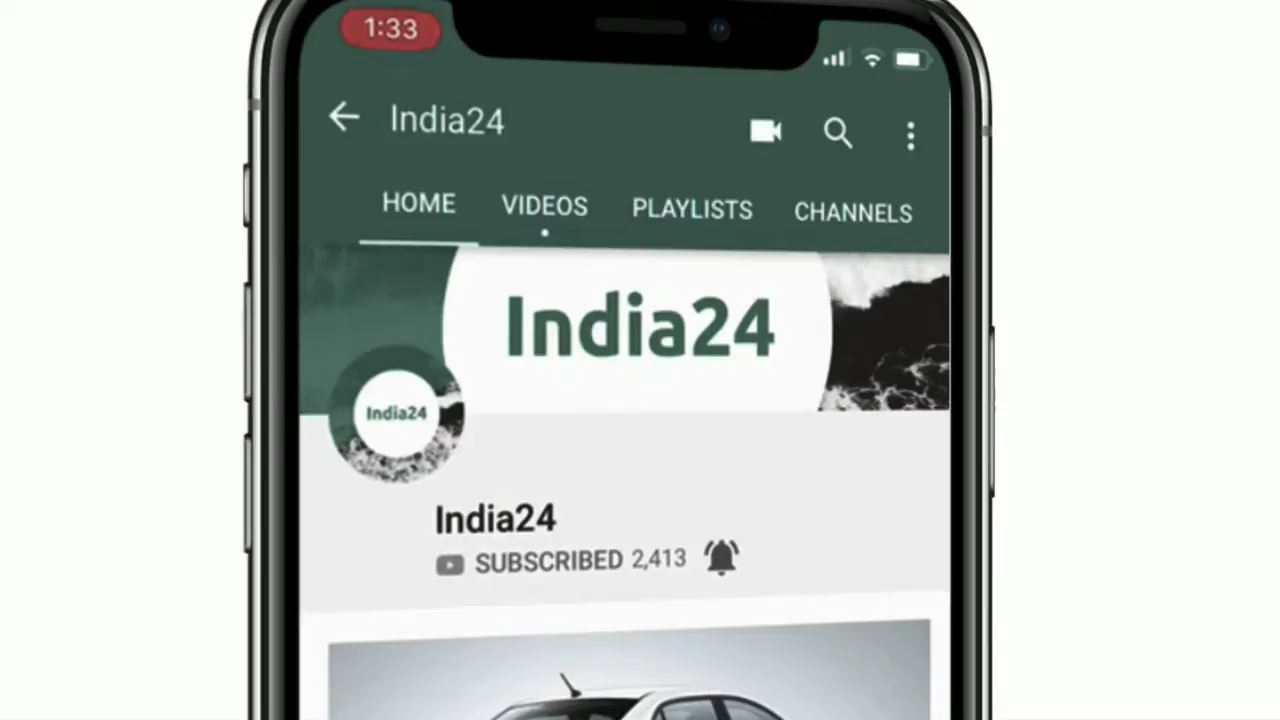 1:33
India24
HOME VIDEOS PLAYLISTS CHANNELS
India24
India24
India24
SUBSCRIBED 2,413